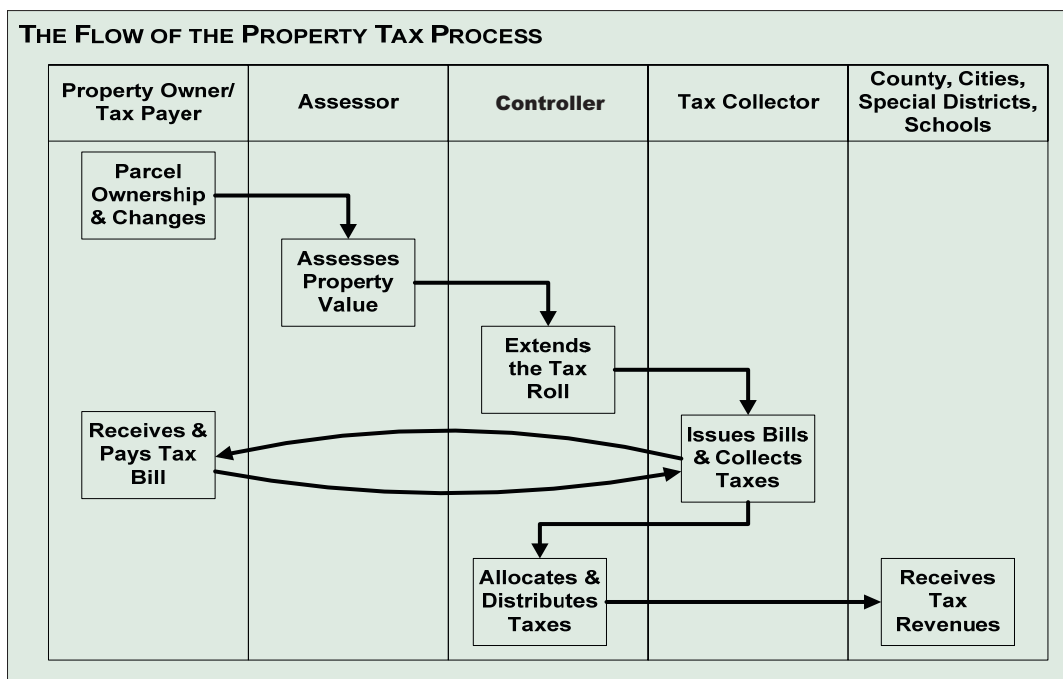 THE FLOW OF THE PROPERTY TAX PROCESS
Property Owner/
Tax Payer
Assessor
Controller
Tax Collector
County, Cities,
Special Districts,
Schools
Parcel
Ownership
& Changes
Assesses
Property
Value
Extends
the Tax
Roll
Receives &
Pays Tax
Bill
Issues Bills
& Collects
Taxes
Allocates &
Distributes
Taxes
Receives
Tax
Revenues